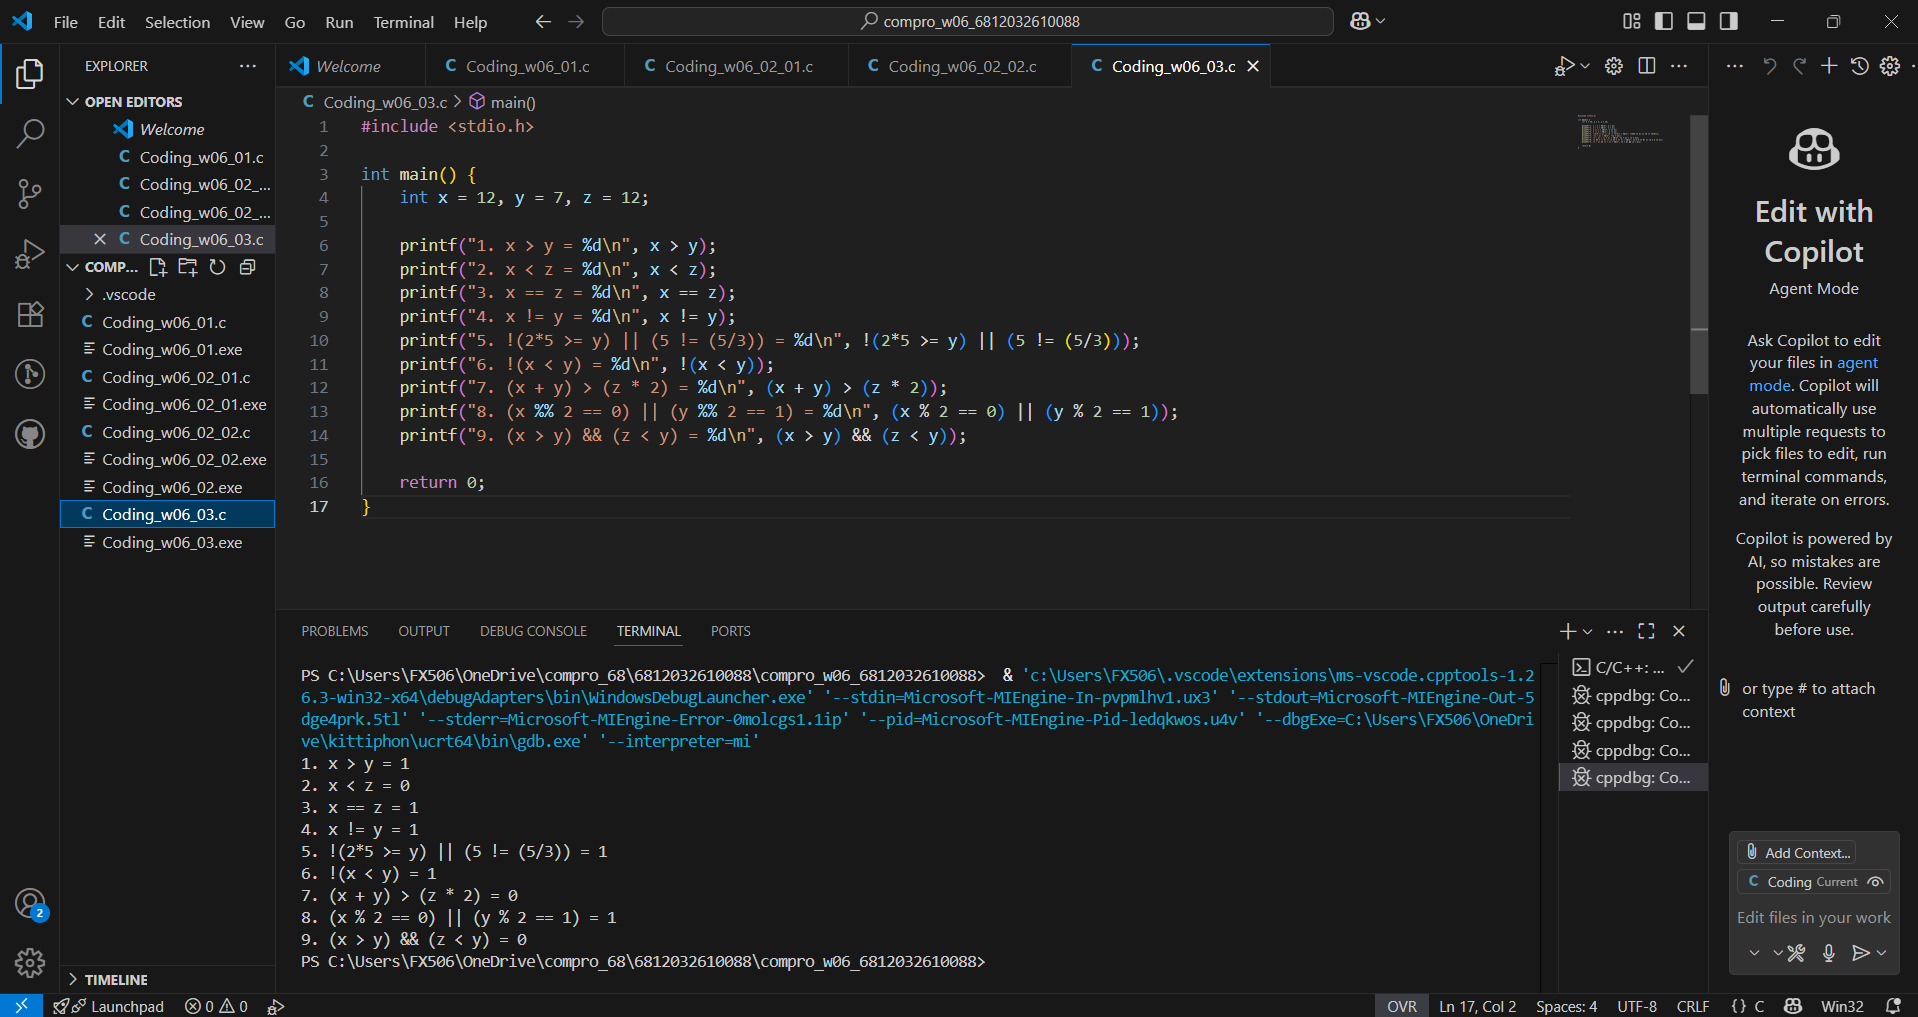 File Edit Selection View Go Run Terminal Help
compro_w06_6812032610088
EXPLORER
OPEN EDITORS
Welcome
Coding_w06_01.c
Coding_w06_02_...
Coding_w06_02_...
Coding_w06_03.c
COMP...
.vscode
Coding_w06_01.c
Coding_w06_01.exe
Coding_w06_02_01.c
Coding_w06_02_01.exe
Coding_w06_02_02.c
Coding_w06_02_02.exe
Coding_w06_02.exe
Coding_w06_03.c
Coding_w06_03.exe
TIMELINE
Welcome
Coding_w06_01.c
Coding_w06_02_01.c
Coding_w06_02_02.c
Coding_w06_03.c
Coding_w06_03.c > main()
1 #include <stdio.h>
2
3 int main() {
4 int x = 12, y = 7, z = 12;
5
6 printf("1. x > y = %d\n", x > y);
7 printf("2. x < z = %d\n", x < z);
8 printf("3. x == z = %d\n", x == z);
9 printf("4. x != y = %d\n", x != y);
10 printf("5. !(2*5 >= y) || (5 != (5/3)) = %d\n", !(2*5 >= y) || (5 != (5/3)));
11 printf("6. !(x < y) = %d\n", !(x < y));
12 printf("7. (x + y) > (z * 2) = %d\n", (x + y) > (z * 2));
13 printf("8. (x %% 2 == 0) || (y %% 2 == 1) = %d\n", (x % 2 == 0) || (y % 2 == 1));
14 printf("9. (x > y) && (z < y) = %d\n", (x > y) && (z < y));
15
16 return 0;
17 }
PROBLEMS OUTPUT DEBUG CONSOLE TERMINAL PORTS
PS C:\Users\FX506\OneDrive\compro_68\6812032610088\compro_w06_6812032610088> & 'c:\Users\FX506\.vscode\extensions\ms-vscode.cpptools-1.2
6.3-win32-x64\debugAdapters\bin\WindowsDebugLauncher.exe' '--stdin=Microsoft-MIEngine-In-pvpmlhv1.ux3' '--stdout=Microsoft-MIEngine-Out-5
dge4prk.5tl' '--stderr=Microsoft-MIEngine-Error-0molcgs1.1ip' '--pid=Microsoft-MIEngine-Pid-ledqkwos.u4v' '--dbgExe=C:\Users\FX506\OneDri
ve\kittiphon\ucrt64\bin\gdb.exe' '--interpreter=mi'
1. x > y = 1
2. x < z = 0
3. x == z = 1
4. x != y = 1
5. !(2*5 >= y) || (5 != (5/3)) = 1
6. !(x < y) = 1
7. (x + y) > (z * 2) = 0
8. (x % 2 == 0) || (y % 2 == 1) = 1
9. (x > y) && (z < y) = 0
PS C:\Users\FX506\OneDrive\compro_68\6812032610088\compro_w06_6812032610088>
C/C++: ...
cppdbg: Co...
cppdbg: Co...
cppdbg: Co...
cppdbg: Co...
Edit with
Copilot
Agent Mode
Ask Copilot to edit
your files in agent
mode. Copilot will
automatically use
multiple requests to
pick files to edit, run
terminal commands,
and iterate on errors.
Copilot is powered by
AI, so mistakes are
possible. Review
output carefully
before use.
or type # to attach
context
Add Context...
Coding Current
Edit files in your work
2
Launchpad 0 0
OVR Ln 17, Col 2 Spaces: 4 UTF-8 CRLF {} C Win32